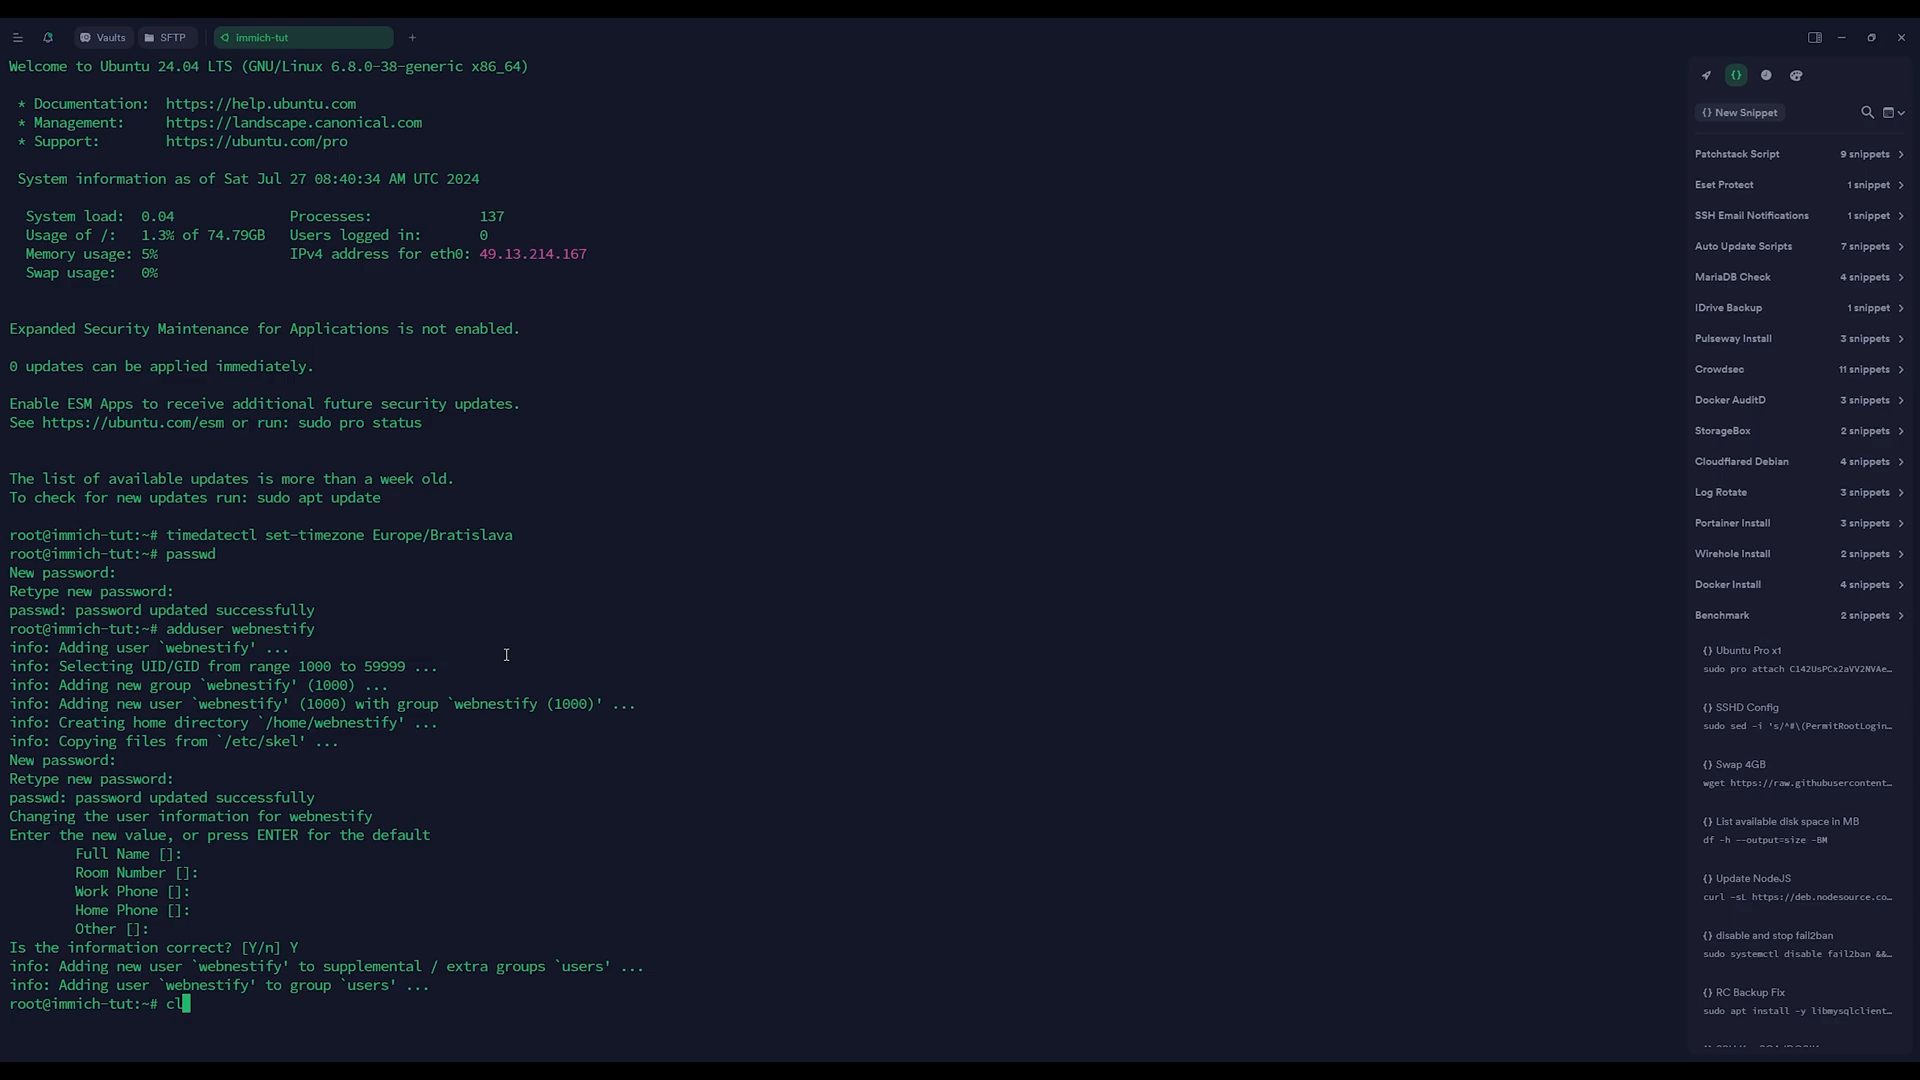 Vaults SFTP immich-tut
Welcome to Ubuntu 24.04 LTS (GNU/Linux 6.8.0-38-generic x86_64)
* Documentation: https://help.ubuntu.com
* Management: https://landscape.canonical.com
* Support: https://ubuntu.com/pro
System information as of Sat Jul 27 08:40:34 AM UTC 2024
System load: 0.04 Processes: 137
Usage of /: 1.3% of 74.79GB Users logged in: 0
Memory usage: 5% IPv4 address for eth0: 49.13.214.167
Swap usage: 0%
Expanded Security Maintenance for Applications is not enabled.
0 updates can be applied immediately.
Enable ESM Apps to receive additional future security updates.
See https://ubuntu.com/esm or run: sudo pro status
The list of available updates is more than a week old.
To check for new updates run: sudo apt update
root@immich-tut:~# timedatectl set-timezone Europe/Bratislava
root@immich-tut:~# passwd
New password:
Retype new password:
passwd: password updated successfully
root@immich-tut:~# adduser webnestify
info: Adding user `webnestify' ...
info: Selecting UID/GID from range 1000 to 59999 ...
info: Adding new group `webnestify' (1000) ...
info: Adding new user `webnestify' (1000) with group `webnestify (1000)' ...
info: Creating home directory `/home/webnestify' ...
info: Copying files from `/etc/skel' ...
New password:
Retype new password:
passwd: password updated successfully
Changing the user information for webnestify
Enter the new value, or press ENTER for the default
Full Name []:
Room Number []:
Work Phone []:
Home Phone []:
Other []:
Is the information correct? [Y/n] Y
info: Adding new user `webnestify' to supplemental / extra groups `users' ...
info: Adding user `webnestify' to group `users' ...
root@immich-tut:~# cl
{} New Snippet
Patchstack Script 9 snippets
Eset Protect 1 snippet
SSH Email Notifications 1 snippet
Auto Update Scripts 7 snippets
MariaDB Check 4 snippets
IDrive Backup 1 snippet
Pulseway Install 3 snippets
Crowdsec 11 snippets
Docker AuditD 3 snippets
StorageBox 2 snippets
Cloudflared Debian 4 snippets
Log Rotate 3 snippets
Portainer Install 3 snippets
Wirehole Install 2 snippets
Docker Install 4 snippets
Benchmark 2 snippets
{} Ubuntu Pro x1
sudo pro attach C142UsPCx2aVV2NVAe…
{} SSHD Config
sudo sed -i 's/^#\(PermitRootLogin…
{} Swap 4GB
wget https://raw.githubusercontent…
{} List available disk space in MB
df -h --output=size -BM
{} Update NodeJS
curl -sL https://deb.nodesource.co…
{} disable and stop fail2ban
sudo systemctl disable fail2ban &&…
{} RC Backup Fix
sudo apt install -y libmysqlclient…